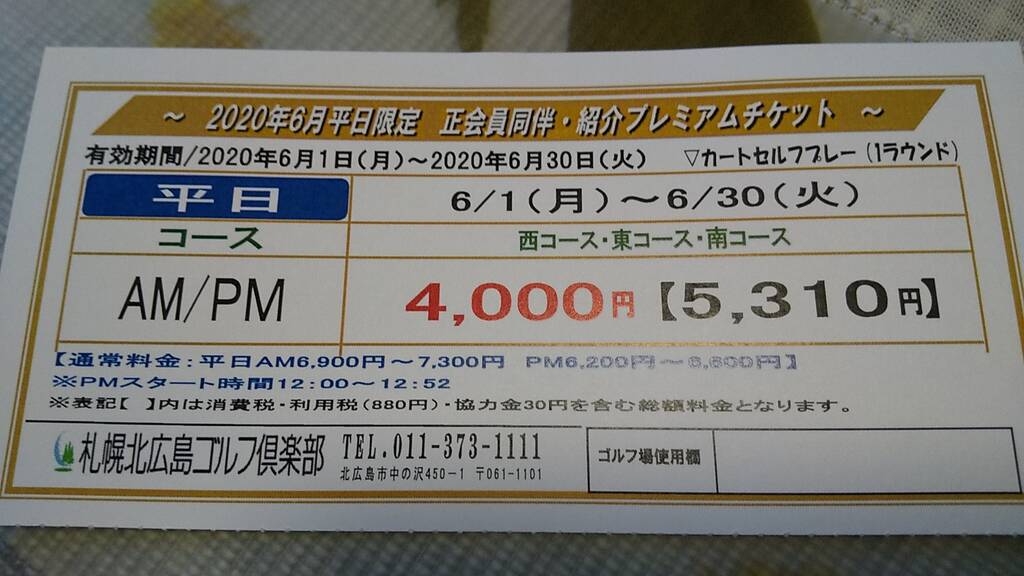 ～ 2020年6月平日限定 正会員同伴・紹介プレミアムチケット ～
有効期間/2020年6月1日(月)～2020年6月30日(火) ▽カートセルフプレー(1ラウンド)
平日 6/1(月)～6/30(火)
コース 西コース・東コース・南コース
AM/PM 4,000円【5,310円】
【通常料金:平日AM6,900円～7,300円 PM6,200円～6,600円】
※PMスタート時間12:00～12:52
※表記【 】内は消費税・利用税(880円)・協力金30円を含む総額料金となります。
札幌北広島ゴルフ倶楽部 TEL.011-373-1111
北広島市中の沢450-1 〒061-1101
ゴルフ場使用欄